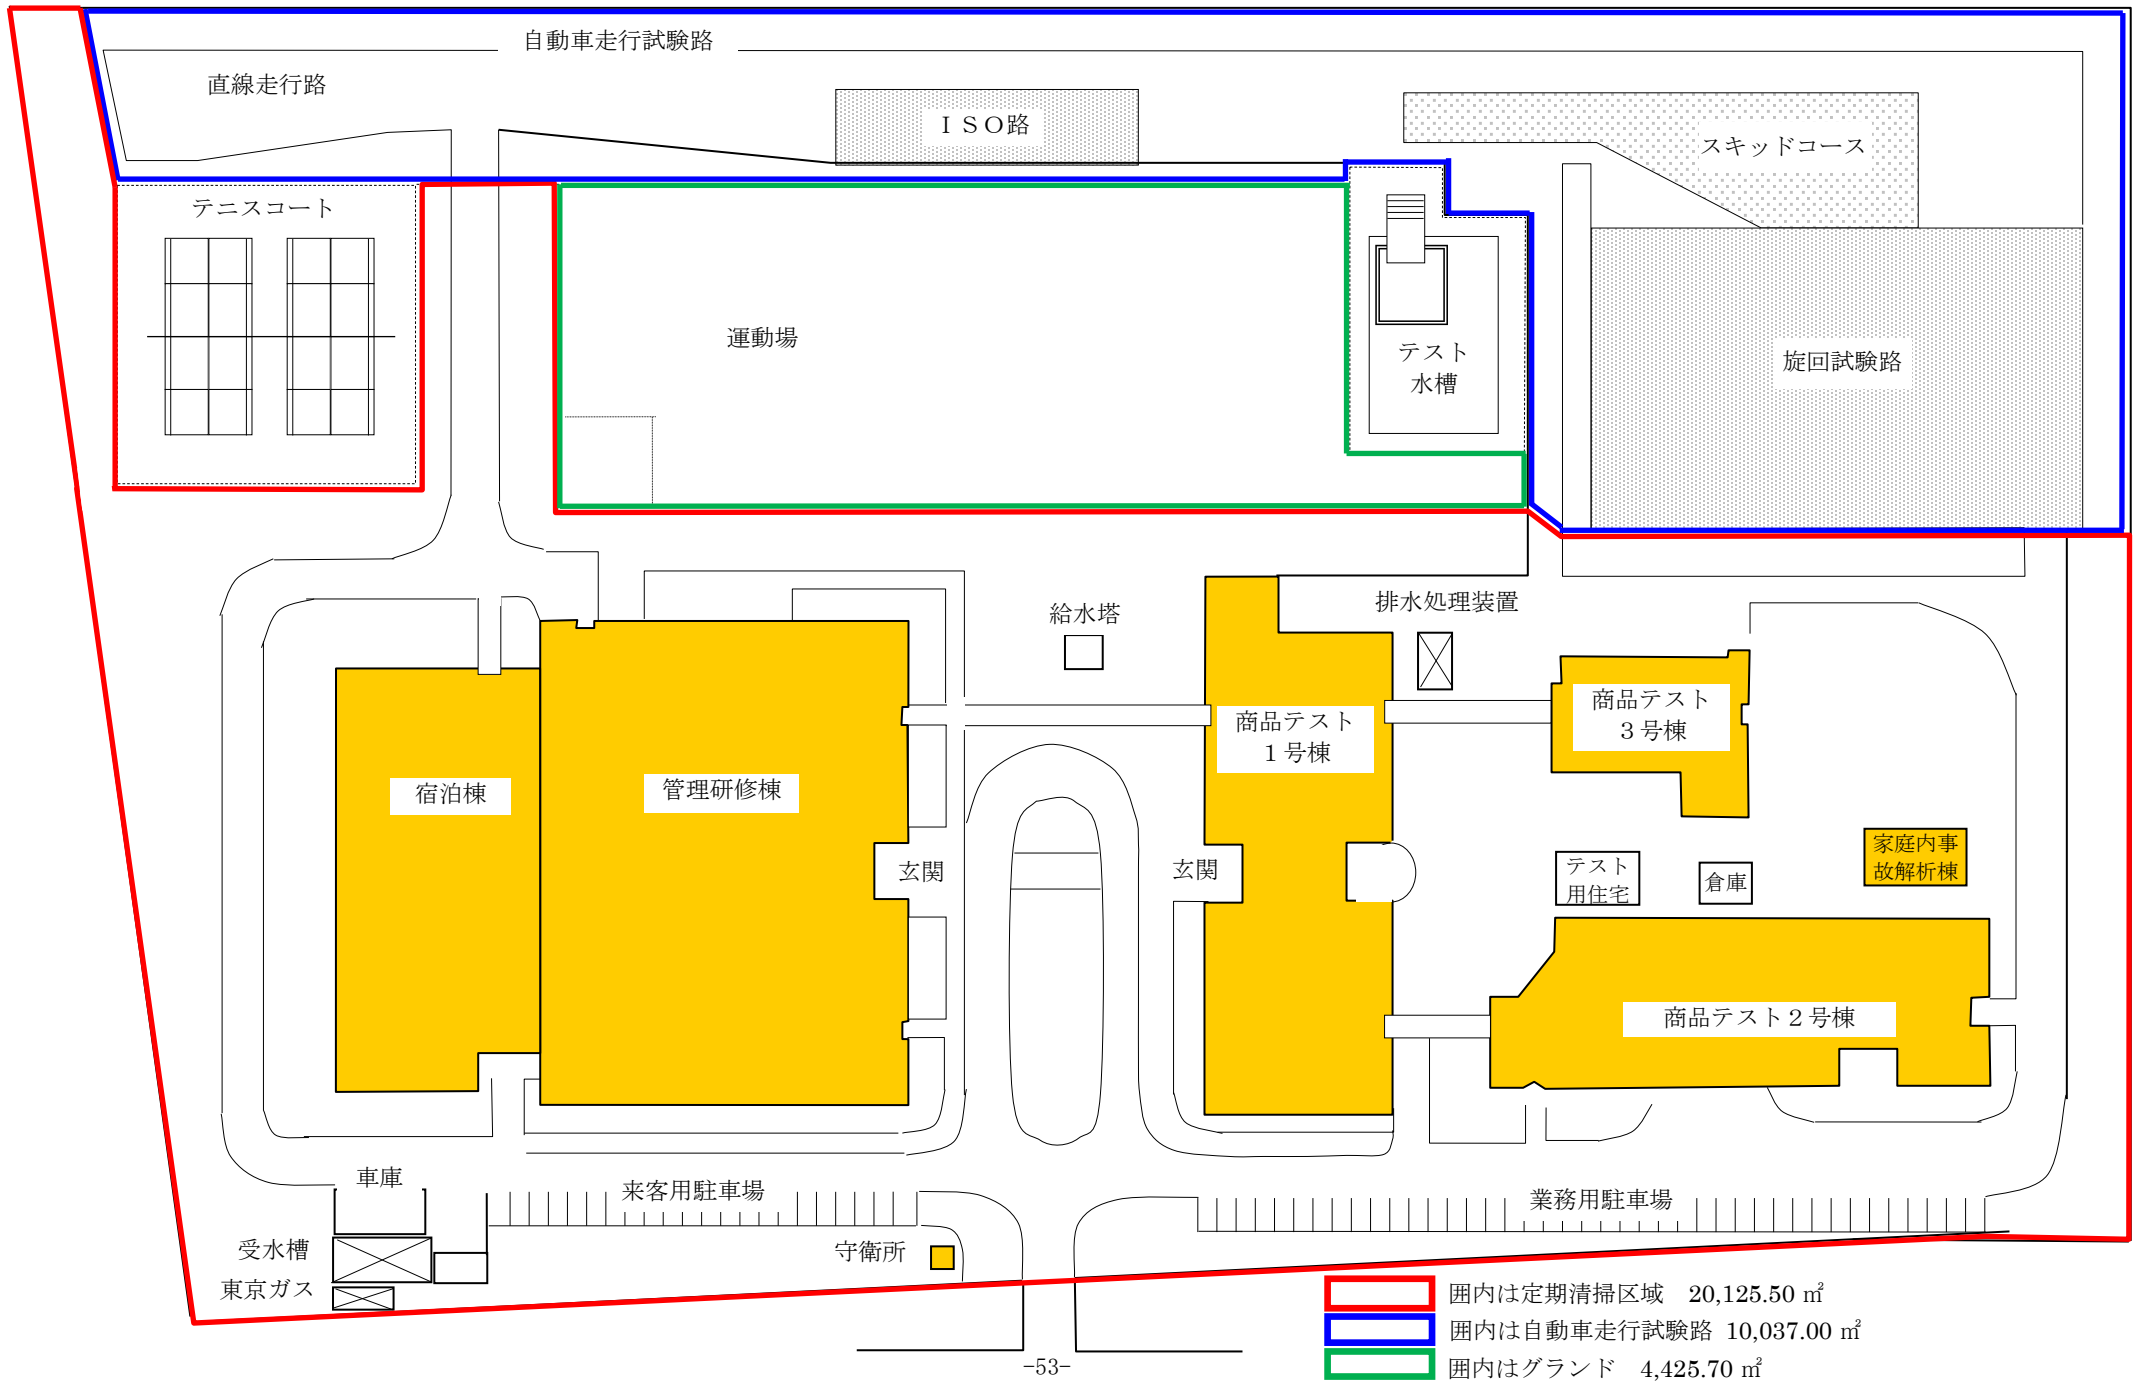 自動車走行試験路
直線走行路
ＩＳＯ路
スキッドコース
テニスコート
運動場
テスト
水槽
旋回試験路
給水塔
排水処理装置
商品テスト
３号棟
商品テスト
１号棟
宿泊棟
管理研修棟
玄関
玄関
テスト
用住宅
倉庫
家庭内事
故解析棟
商品テスト２号棟
車庫
来客用駐車場
業務用駐車場
受水槽
守衛所
東京ガス
囲内は定期清掃区域　20,125.50 ㎡
囲内は自動車走行試験路 10,037.00 ㎡
囲内はグランド　4,425.70 ㎡
-53-